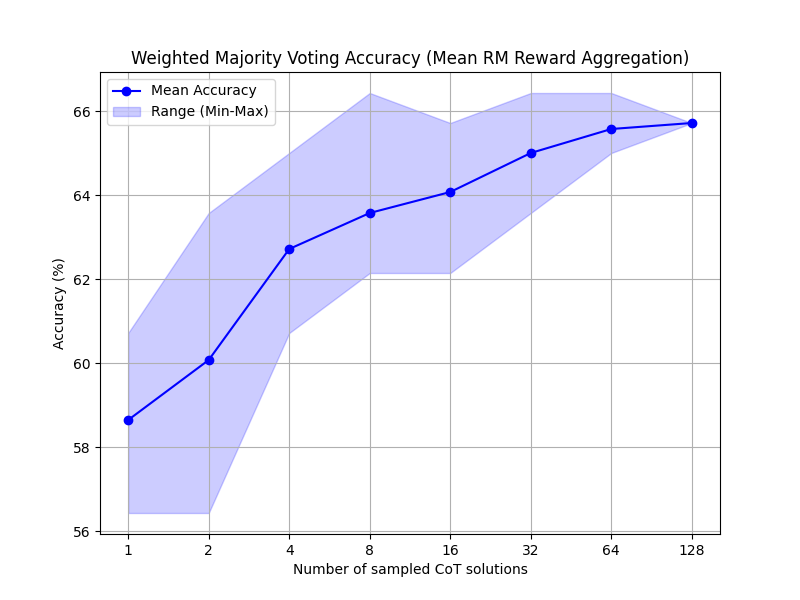 Weighted Majority Voting Accuracy (Mean RM Reward Aggregation)
Mean Accuracy
Range (Min-Max)
Accuracy (%)
66
64
62
60
58
56
1 2 4 8 16 32 64 128
Number of sampled CoT solutions